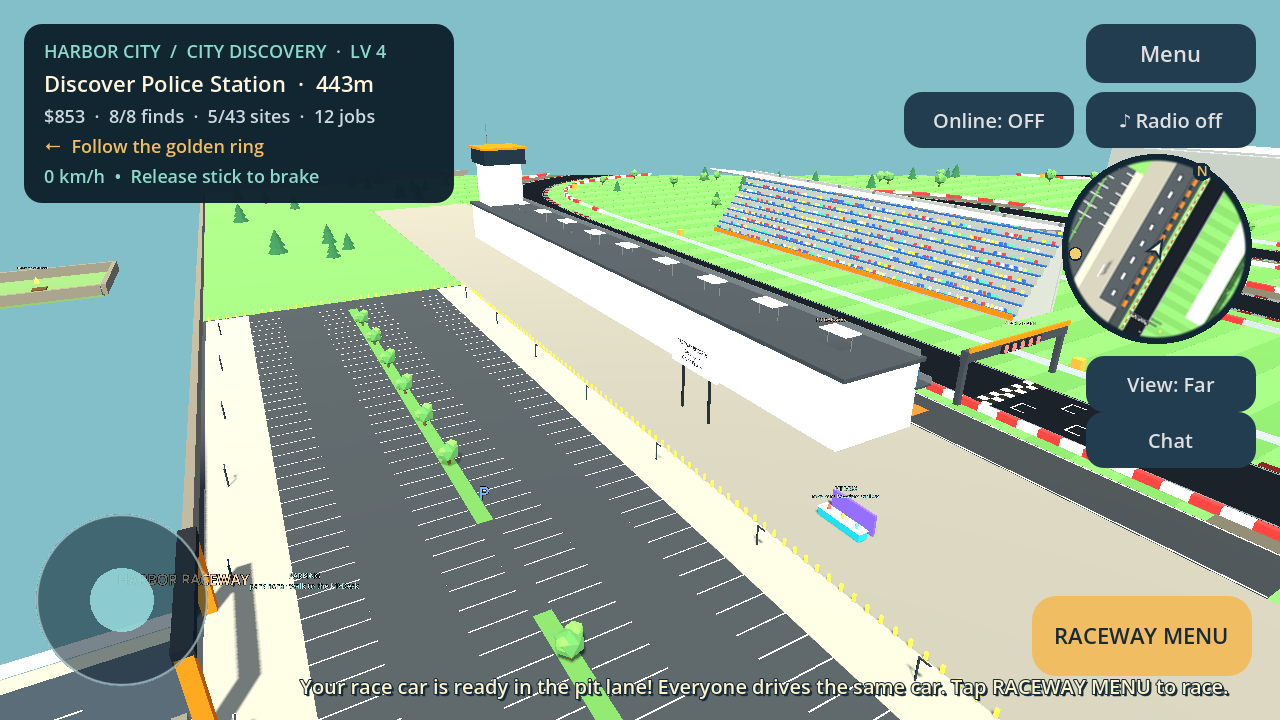 HARBOR CITY / CITY DISCOVERY · LV 4
Discover Police Station · 443m
$853 · 8/8 finds · 5/43 sites · 12 jobs
← Follow the golden ring
0 km/h • Release stick to brake
Menu
Online: OFF
♪ Radio off
N
View: Far
Chat
P
HARBOR RACEWAY
RACEWAY MENU
Your race car is ready in the pit lane! Everyone drives the same car. Tap RACEWAY MENU to race.